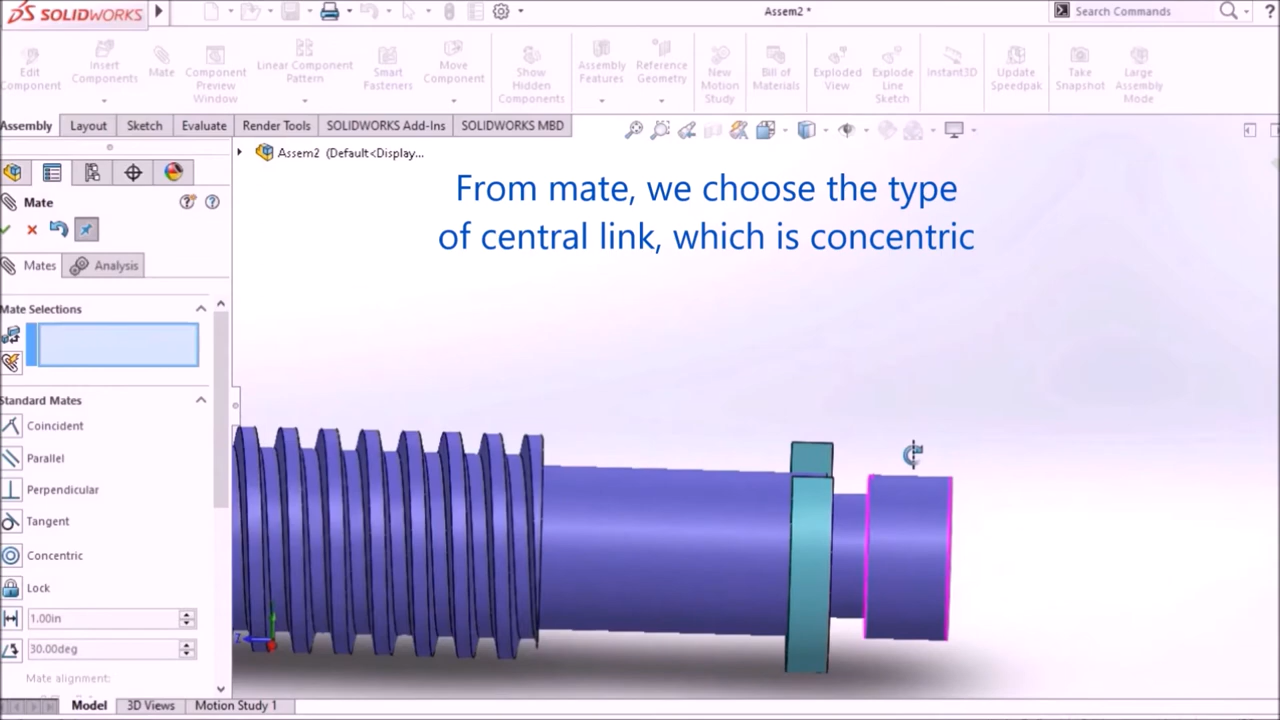 SOLIDWORKS
Assem2 *
Search Commands
?
Edit
Component
Insert
Components
Mate
Component
Preview
Window
Linear Component
Pattern
Smart
Fasteners
Move
Component
Show
Hidden
Components
Assembly
Features
Reference
Geometry
New
Motion
Study
Bill of
Materials
Exploded
View
Explode
Line
Sketch
Instant3D
Update
Speedpak
Take
Snapshot
Large
Assembly
Mode
Assembly
Layout
Sketch
Evaluate
Render Tools
SOLIDWORKS Add-Ins
SOLIDWORKS MBD
Assem2 (Default<Display...
From mate, we choose the type
of central link, which is concentric
Mate
Mates
Analysis
Mate Selections
Standard Mates
Coincident
Parallel
Perpendicular
Tangent
Concentric
Lock
1.00in
30.00deg
Mate alignment:
Z
Model
3D Views
Motion Study 1